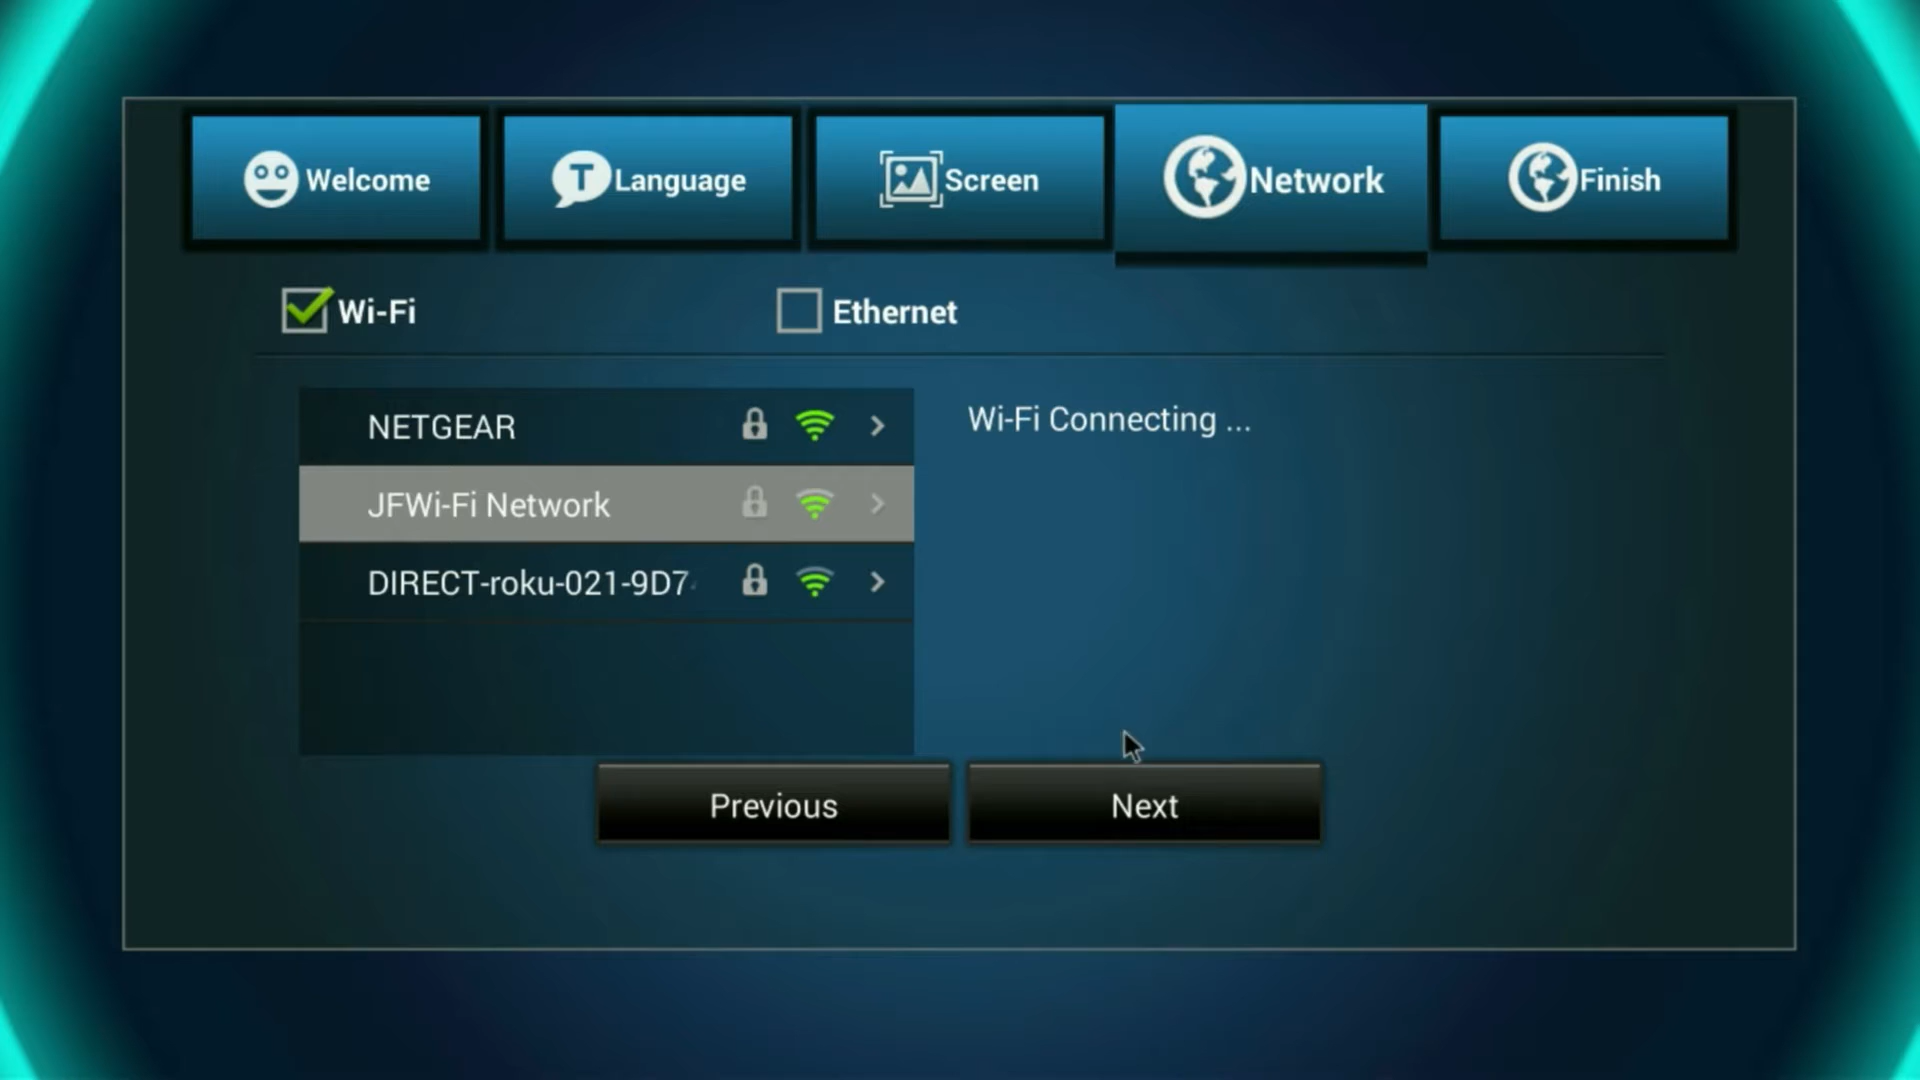 Welcome
Language
Screen
Network
Finish
Wi-Fi
Ethernet
NETGEAR
JFWi-Fi Network
DIRECT-roku-021-9D7
Wi-Fi Connecting ...
Previous
Next